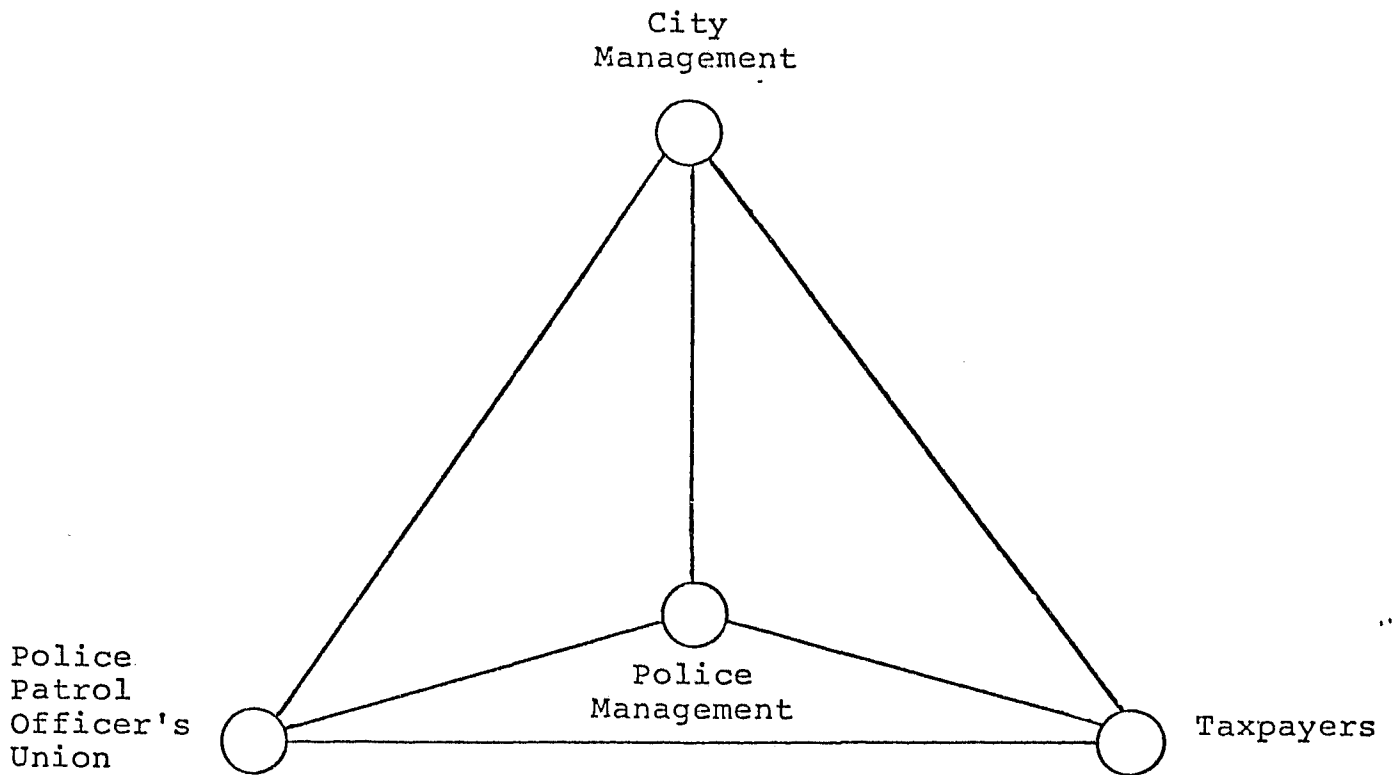 City
Management
Police
Patrol
Officer's
Union
Police
Management
Taxpayers